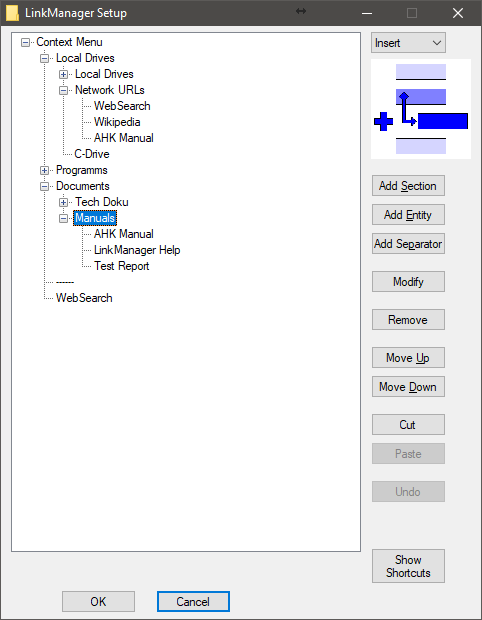 LinkManager Setup
Context Menu
Local Drives
Local Drives
Network URLs
WebSearch
Wikipedia
AHK Manual
C-Drive
Programms
Documents
Tech Doku
Manuals
AHK Manual
LinkManager Help
Test Report
------
WebSearch
Insert
Add Section
Add Entity
Add Separator
Modify
Remove
Move Up
Move Down
Cut
Paste
Undo
Show
Shortcuts
OK
Cancel